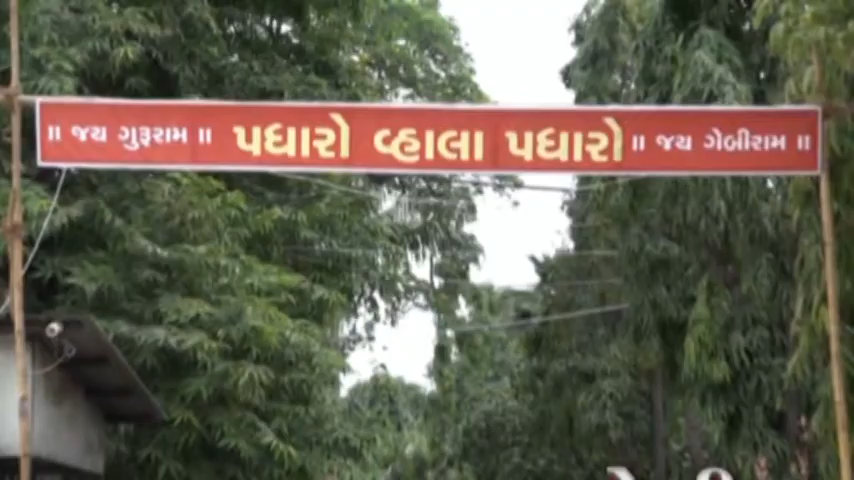 ॥ જય ગુરૂરામ ॥ પધારો વ્હાલા પધારો ॥ જય ગેબીરામ ॥